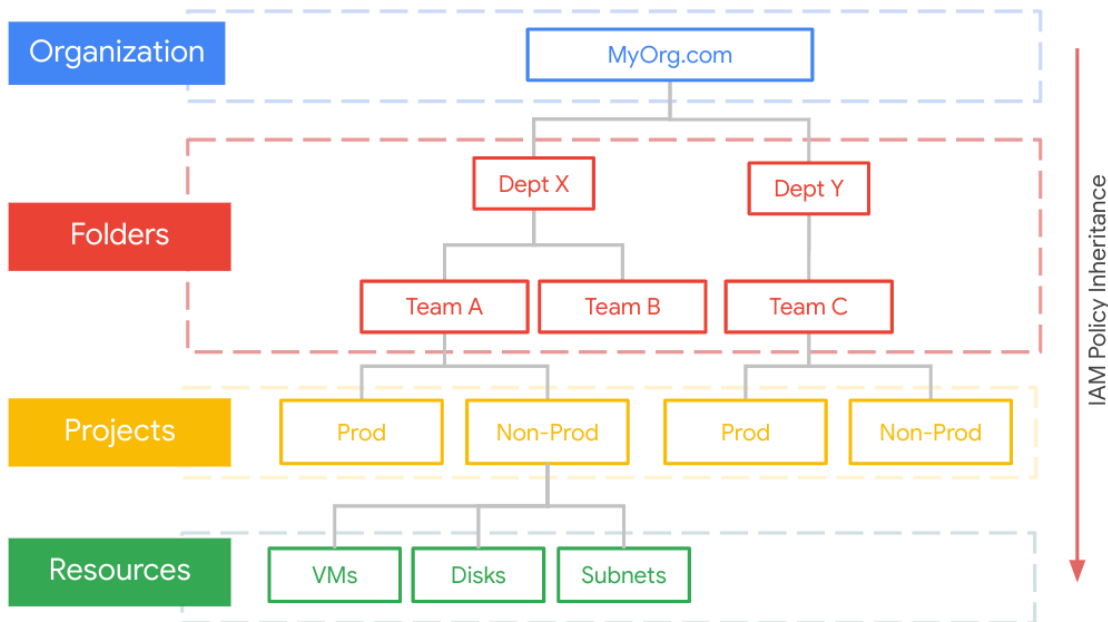 Organization
MyOrg.com
Folders
Dept X
Dept Y
Team A
Team B
Team C
Projects
Prod
Non-Prod
Prod
Non-Prod
Resources
VMs
Disks
Subnets
IAM Policy Inheritance